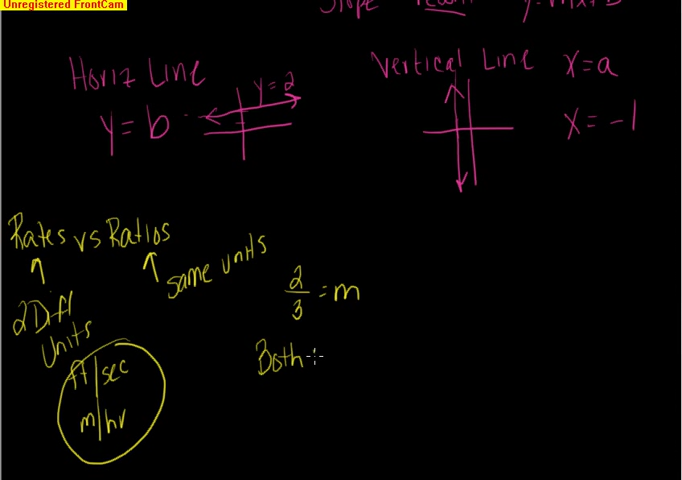 Unregistered FrontCam
Slope
Horiz Line
y = 2
y = b
Vertical Line x = a
x = -1
Rates vs Ratios
same units
2 Diff
Units
ft | sec
m | hr
2/3 = m
Both